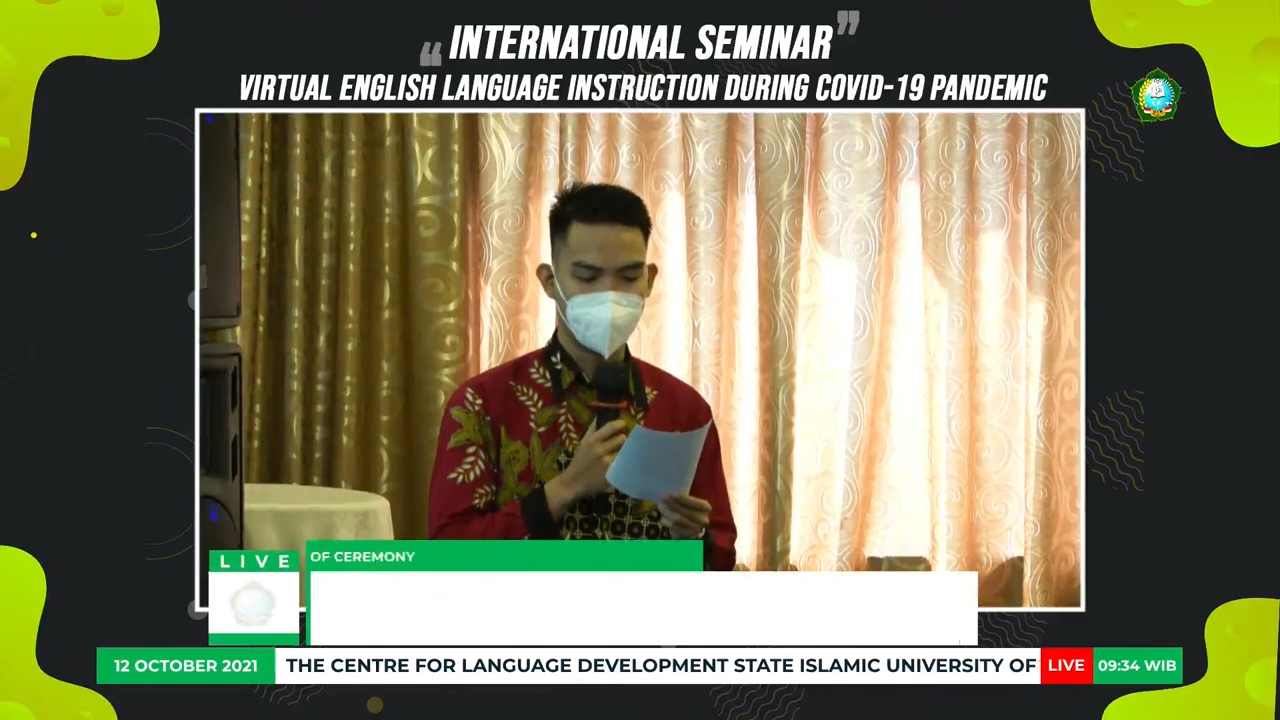 “ INTERNATIONAL SEMINAR ”
VIRTUAL ENGLISH LANGUAGE INSTRUCTION DURING COVID-19 PANDEMIC
LIVE
OF CEREMONY
12 OCTOBER 2021
THE CENTRE FOR LANGUAGE DEVELOPMENT STATE ISLAMIC UNIVERSITY OF
LIVE
09:34 WIB